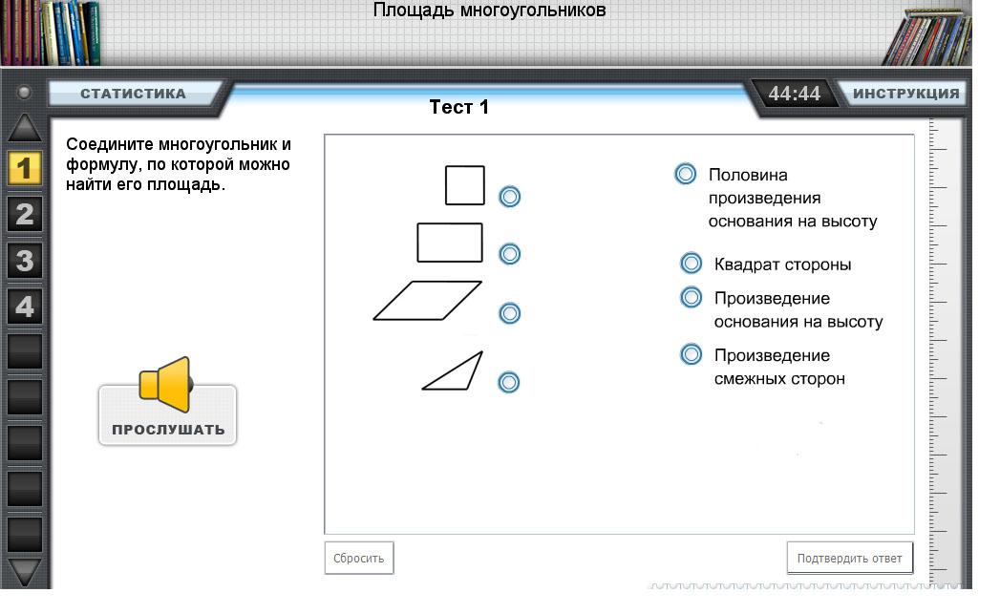 Площадь многоугольников
СТАТИСТИКА
Тест 1
44:44
ИНСТРУКЦИЯ
Соедините многоугольник и
формулу, по которой можно
найти его площадь.
1
2
3
4
ПРОСЛУШАТЬ
Половина
произведения
основания на высоту
Квадрат стороны
Произведение
основания на высоту
Произведение
смежных сторон
Сбросить
Подтвердить ответ